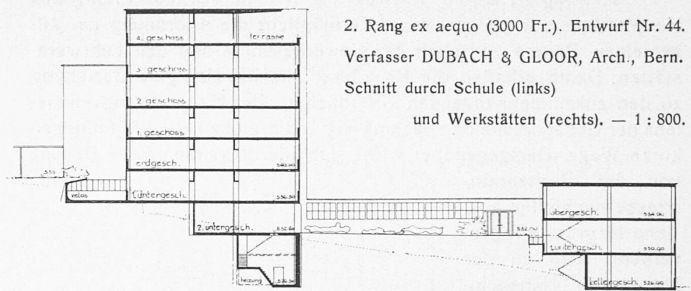 2. Rang ex aequo (3000 Fr.). Entwurf Nr. 44.
Verfasser DUBACH & GLOOR, Arch., Bern.
Schnitt durch Schule (links)
und Werkstätten (rechts). — 1 : 800.
4. geschoss
terrasse
3. geschoss
2. geschoss
1. geschoss
erdgesch.
velos
1.untergesch.
2. untergesch.
heizung
obergesch.
1.untergesch.
kellergesch.